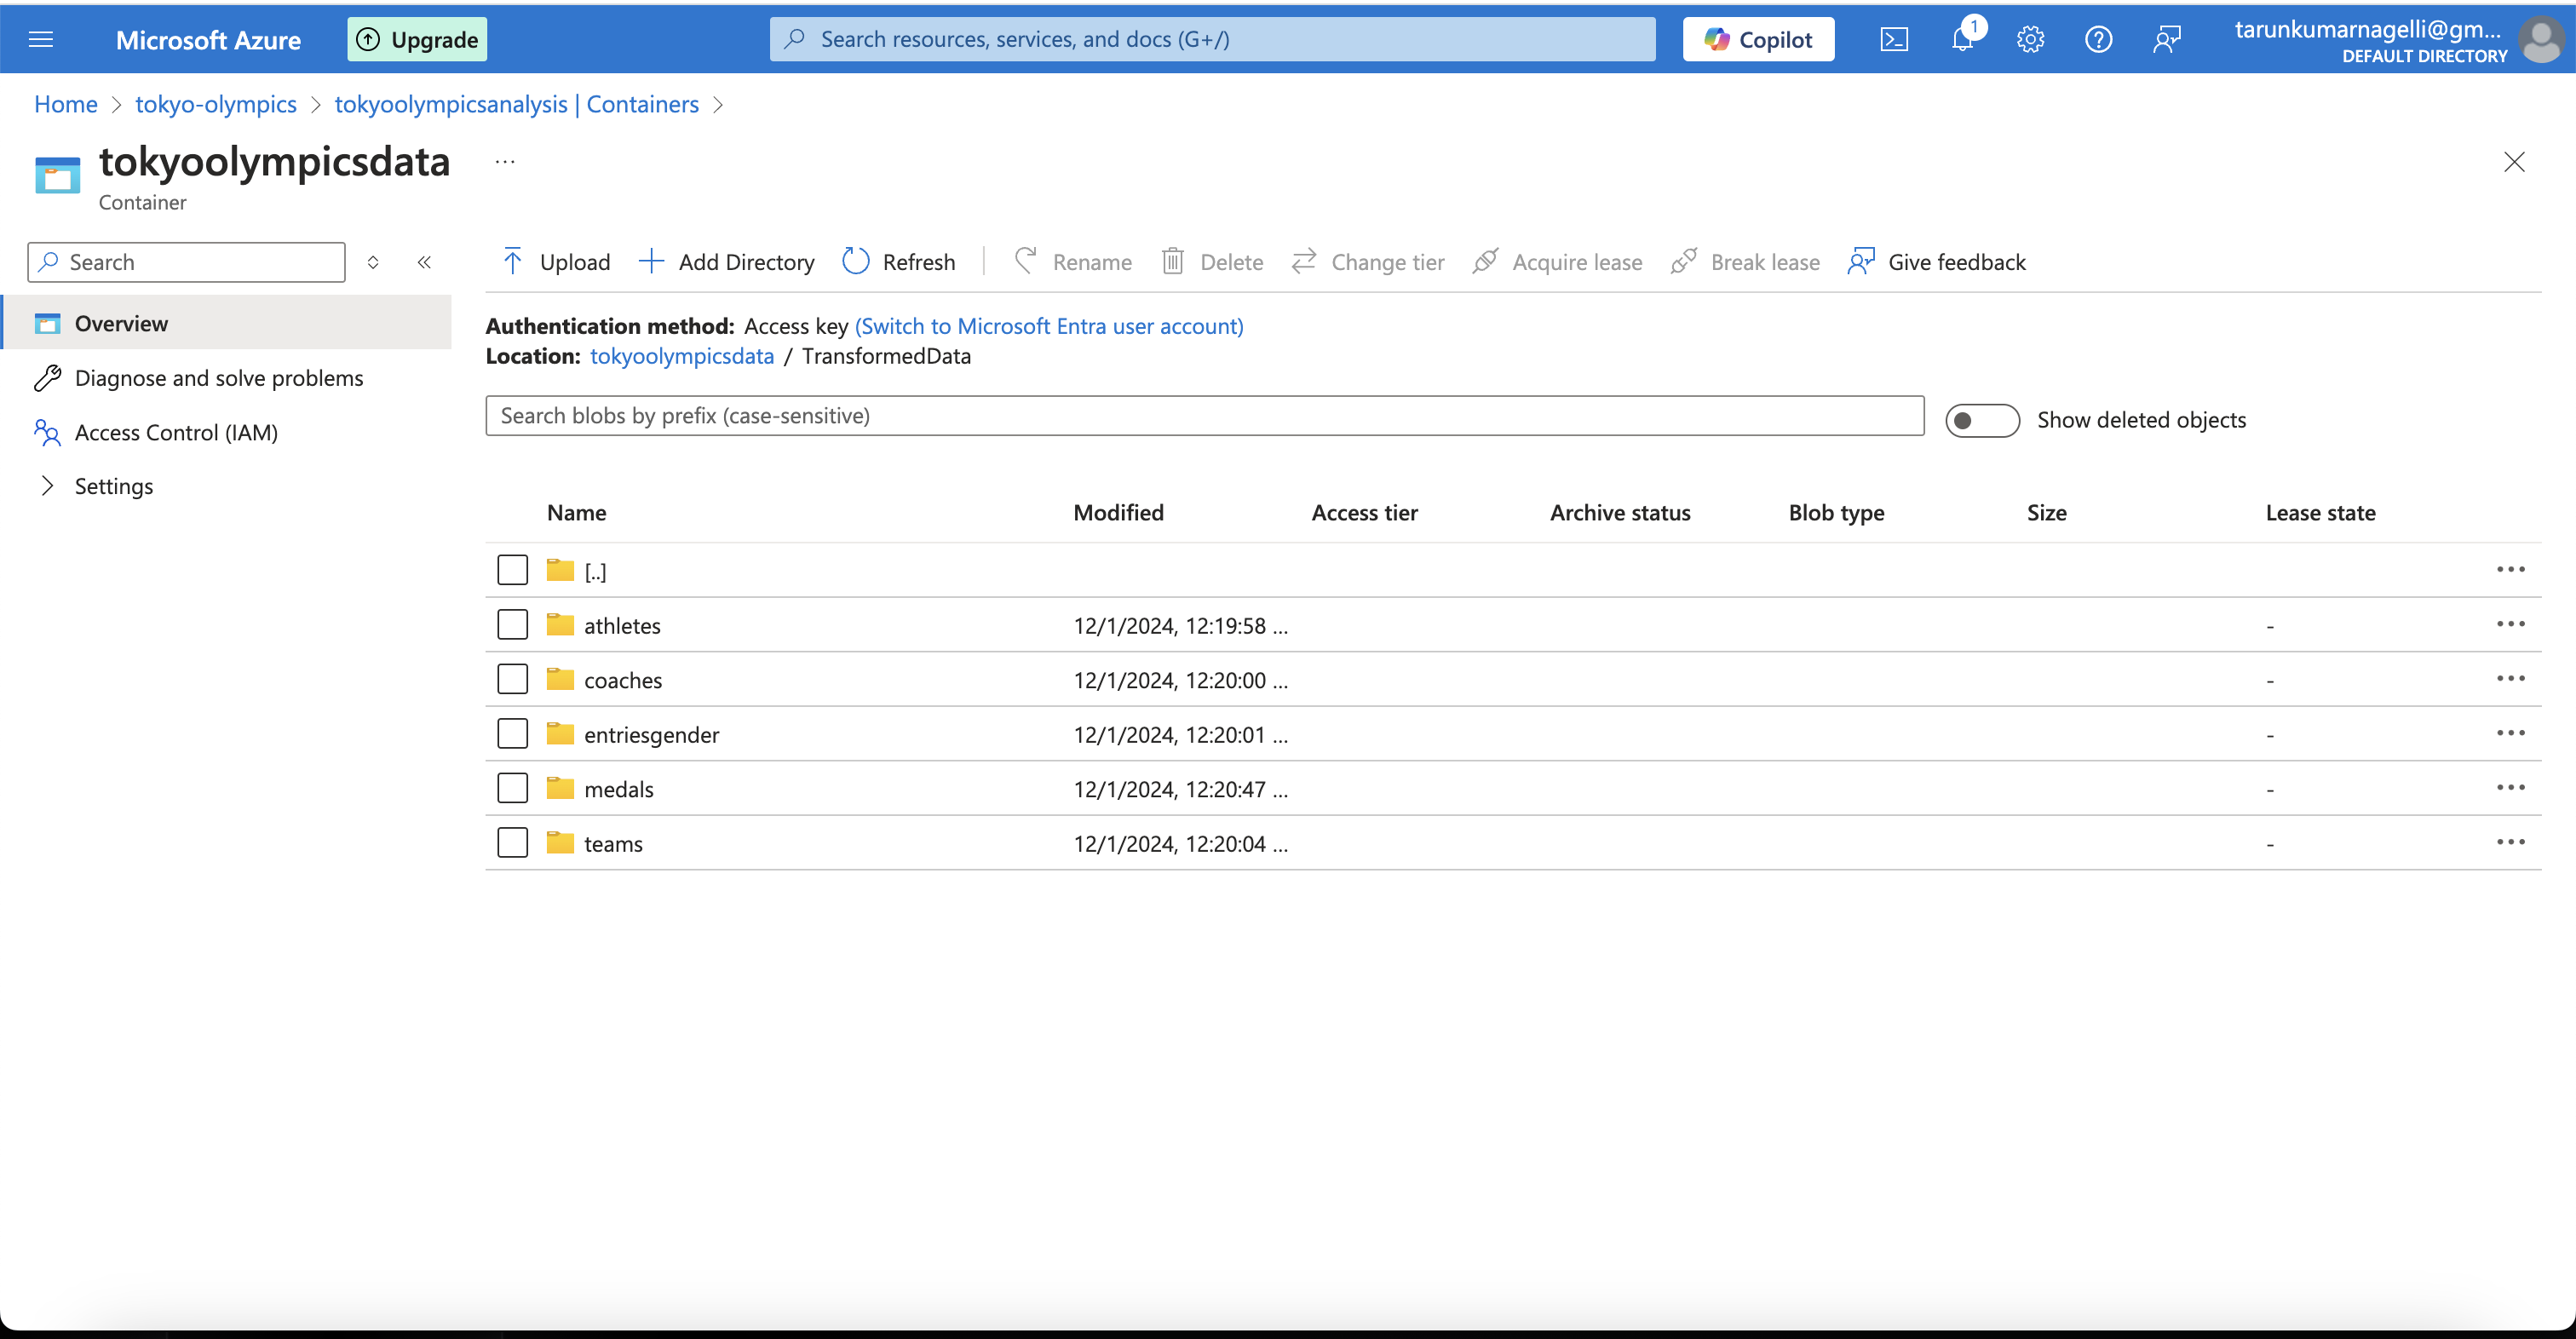 Microsoft Azure
Upgrade
Search resources, services, and docs (G+/)
Copilot
1
tarunkumarnagelli@gm...
DEFAULT DIRECTORY
Home > tokyo-olympics > tokyoolympicsanalysis | Containers >
tokyoolympicsdata ...
Container
Search
Overview
Diagnose and solve problems
Access Control (IAM)
Settings
Upload Add Directory Refresh Rename Delete Change tier Acquire lease Break lease Give feedback
Authentication method: Access key (Switch to Microsoft Entra user account)
Location: tokyoolympicsdata / TransformedData
Search blobs by prefix (case-sensitive)
Show deleted objects
Name Modified Access tier Archive status Blob type Size Lease state
[..]
athletes 12/1/2024, 12:19:58 ... -
coaches 12/1/2024, 12:20:00 ... -
entriesgender 12/1/2024, 12:20:01 ... -
medals 12/1/2024, 12:20:47 ... -
teams 12/1/2024, 12:20:04 ... -